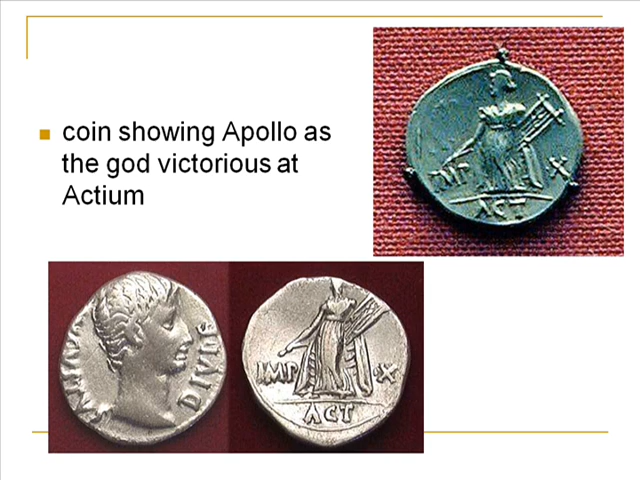 coin showing Apollo as
the god victorious at
Actium
IMP X
ACT
DIVI F
IMP · X
ACT